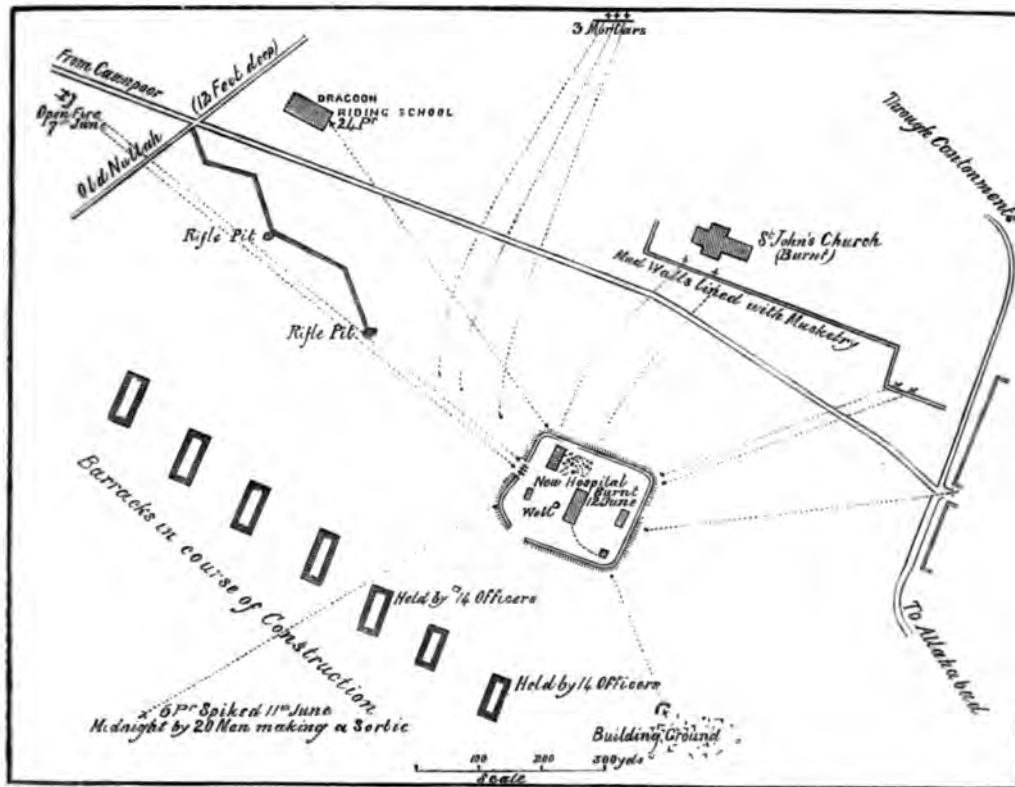 3 Mortars
From Cawnpoor
(12 Feet deep)
Old Nullah
Open Fire
7th June
DRAGOON
RIDING SCHOOL
24 Pr
Through Cantonments
St John's Church
(Burnt)
Mud Walls lined with Musketry
Rifle Pit
Rifle Pit.
New Hospital
Burnt
12 June
Well
Barracks in course of Construction
Held by 14 Officers
Held by 14 Officers
To Allahabad
6 Pr Spiked 11th June
Midnight by 20 Men making a Sortie
Building Ground
100 200 300 yds
Scale